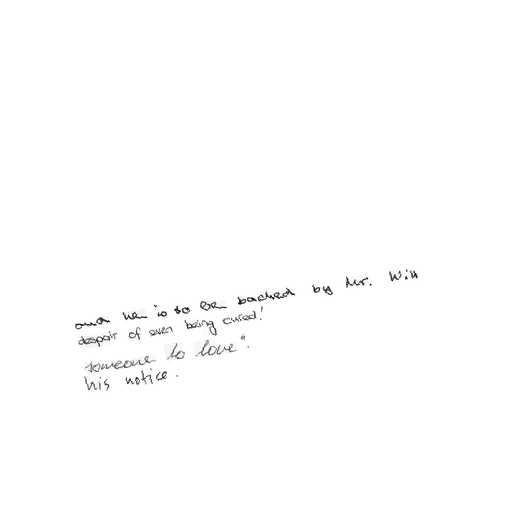 and he is to be backed by Mr. Will
despair of ever being cured!
someone to love".
his notice.